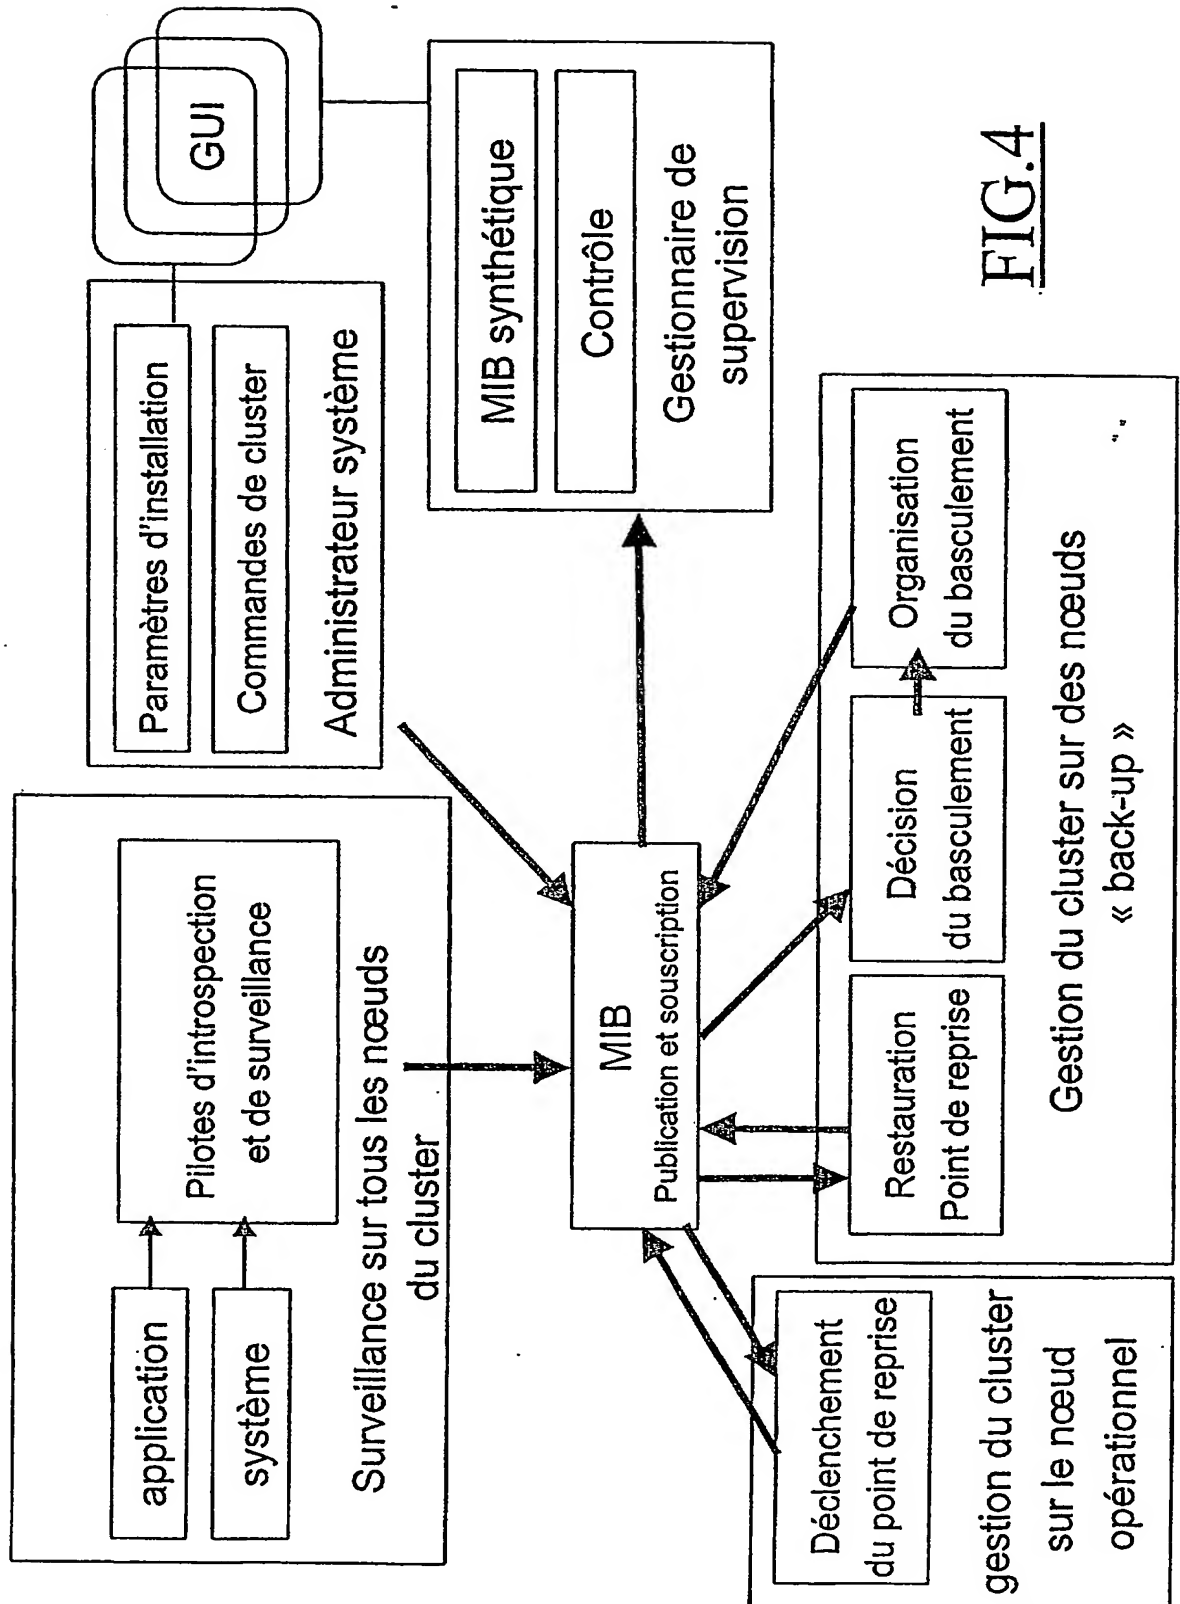 application
système
Pilotes d'introspection
et de surveillance
Surveillance sur tous les nœuds
du cluster
Paramètres d'installation
Commandes de cluster
Administrateur système
GUI
MIB
Publication et souscription
MIB synthétique
Contrôle
Gestionnaire de
supervision
Déclenchement
du point de reprise
gestion du cluster
sur le nœud
opérationnel
Restauration
Point de reprise
Décision
du basculement
Organisation
du basculement
Gestion du cluster sur des nœuds
« back-up »
FIG.4